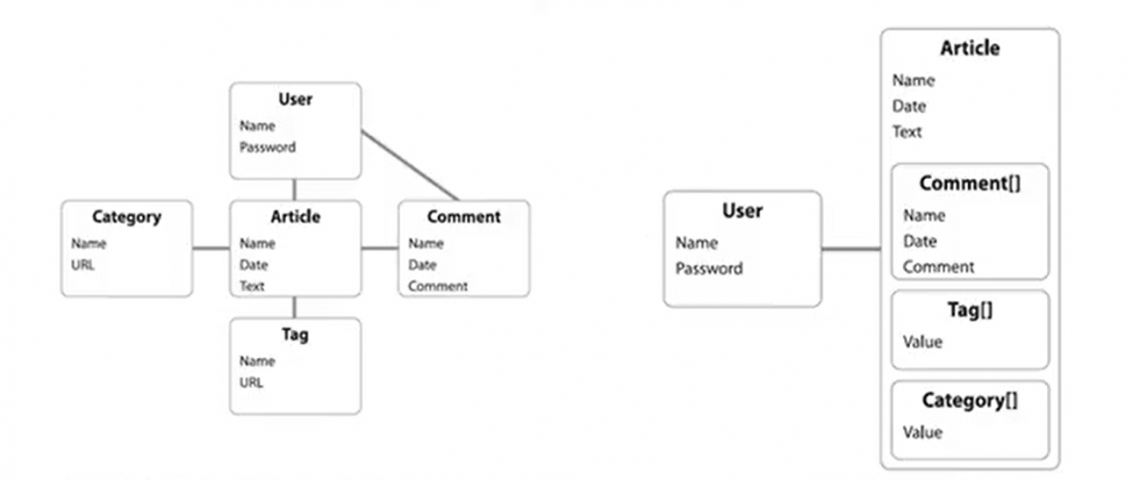 User
Name
Password
Category
Name
URL
Article
Name
Date
Text
Comment
Name
Date
Comment
Tag
Name
URL
User
Name
Password
Article
Name
Date
Text
Comment[]
Name
Date
Comment
Tag[]
Value
Category[]
Value